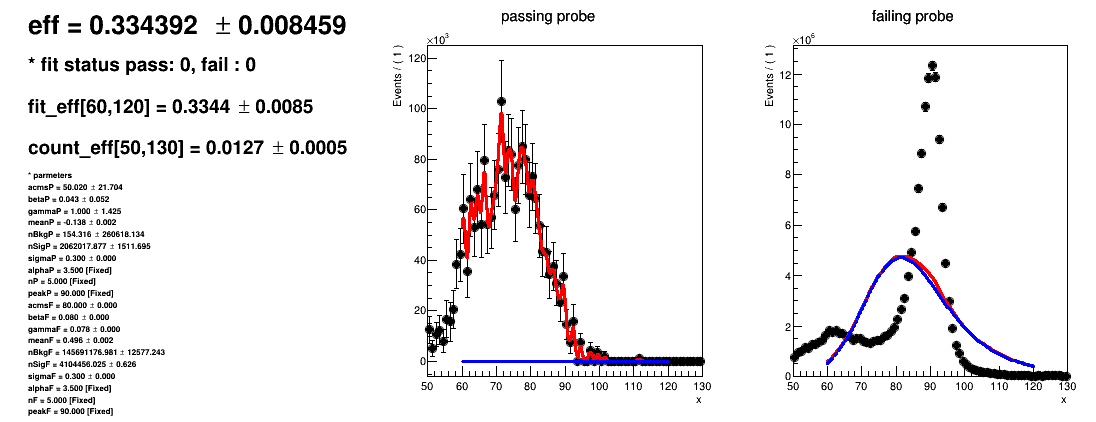 eff = 0.334392 ± 0.008459
* fit status pass: 0, fail : 0
fit_eff[60,120] = 0.3344 ± 0.0085
count_eff[50,130] = 0.0127 ± 0.0005
* parmeters
acmsP = 50.020 ± 21.704
betaP = 0.043 ± 0.052
gammaP = 1.000 ± 1.425
meanP = -0.138 ± 0.002
nBkgP = 154.316 ± 260618.134
nSigP = 2062017.877 ± 1511.695
sigmaP = 0.300 ± 0.000
alphaP = 3.500 [Fixed]
nP = 5.000 [Fixed]
peakP = 90.000 [Fixed]
acmsF = 80.000 ± 0.000
betaF = 0.080 ± 0.000
gammaF = 0.078 ± 0.000
meanF = 0.496 ± 0.002
nBkgF = 145691176.981 ± 12577.243
nSigF = 4104456.025 ± 0.626
sigmaF = 0.300 ± 0.000
alphaF = 3.500 [Fixed]
nF = 5.000 [Fixed]
peakF = 90.000 [Fixed]
passing probe
×10³
Events / ( 1 )
120
100
80
60
40
20
0
50 60 70 80 90 100 110 120 130
x
failing probe
×10⁶
Events / ( 1 )
12
10
8
6
4
2
0
50 60 70 80 90 100 110 120 130
x